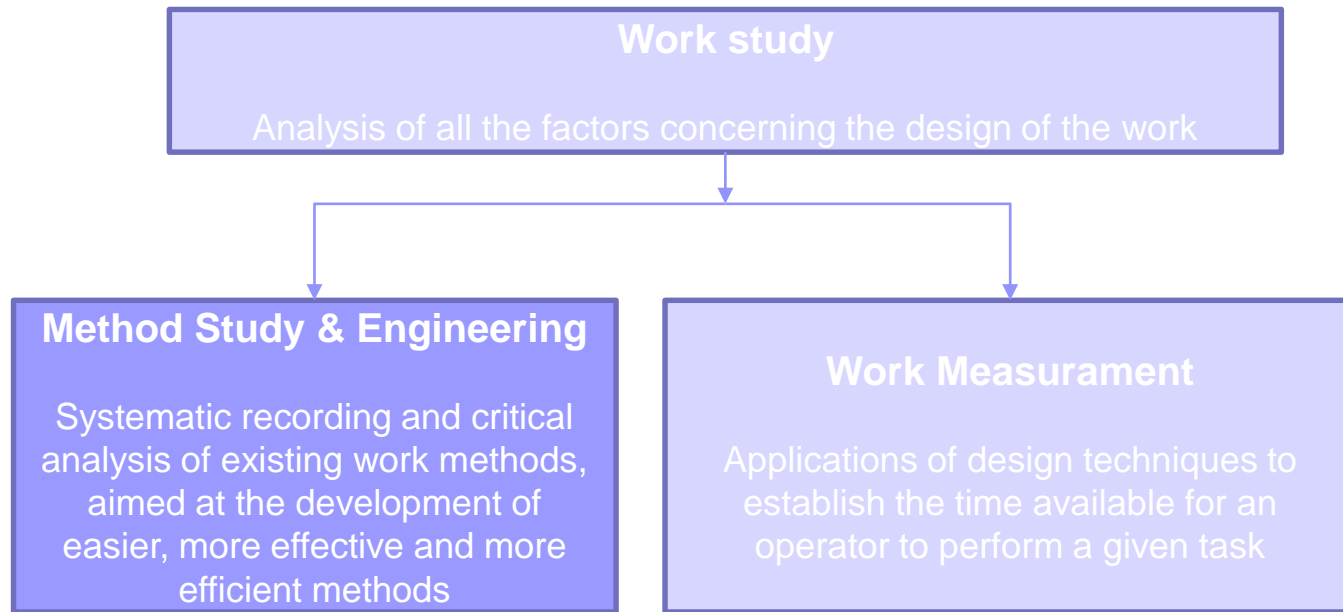 Work study
Analysis of all the factors concerning the design of the work
Method Study & Engineering
Systematic recording and critical
analysis of existing work methods,
aimed at the development of
easier, more effective and more
efficient methods
Work Measurament
Applications of design techniques to
establish the time available for an
operator to perform a given task